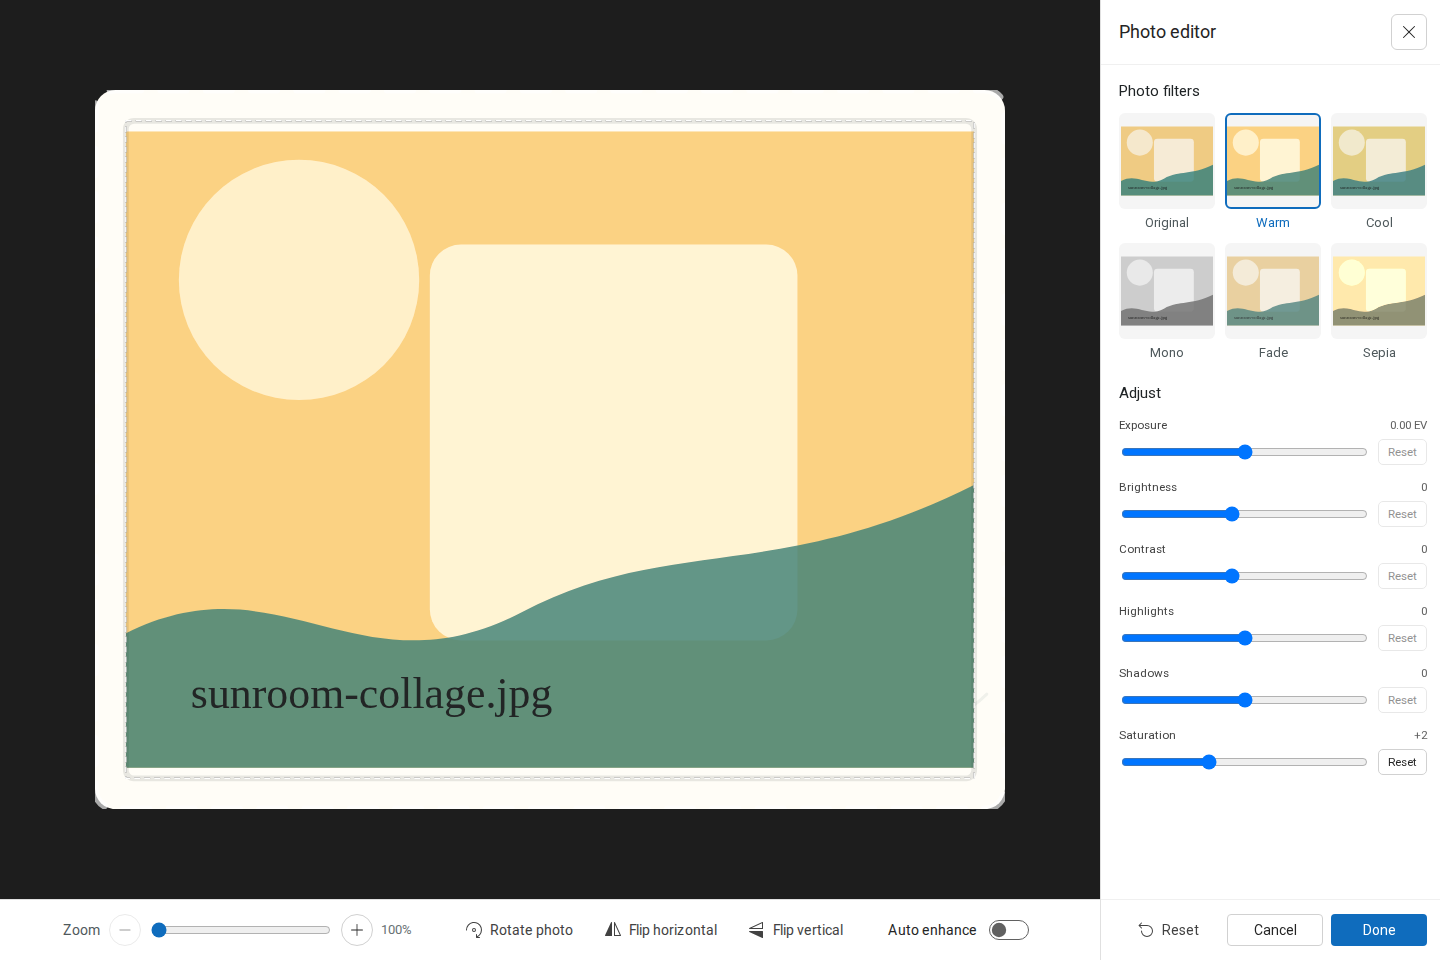 Photo editor
Photo filters
Original
Warm
Cool
Mono
Fade
Sepia
Adjust
Exposure 0.00 EV
Reset
Brightness 0
Reset
Contrast 0
Reset
Highlights 0
Reset
Shadows 0
Reset
Saturation +2
Reset
sunroom-collage.jpg
Zoom 100% Rotate photo Flip horizontal Flip vertical Auto enhance
Reset Cancel Done